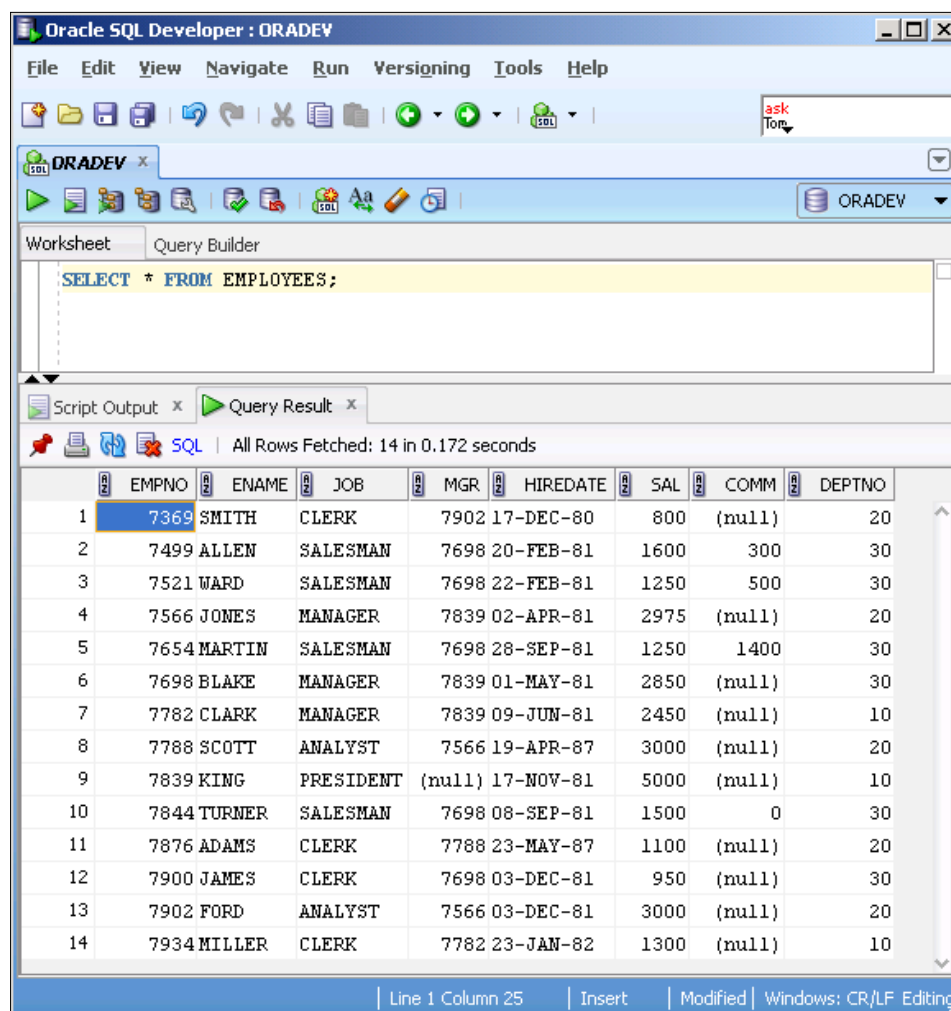 Oracle SQL Developer : ORADEV
File Edit View Navigate Run Versioning Tools Help
ask
Tom
ORADEV
ORADEV
Worksheet Query Builder
SELECT * FROM EMPLOYEES;
Script Output Query Result
SQL | All Rows Fetched: 14 in 0.172 seconds
EMPNO ENAME JOB MGR HIREDATE SAL COMM DEPTNO
1 7369 SMITH CLERK 7902 17-DEC-80 800 (null) 20
2 7499 ALLEN SALESMAN 7698 20-FEB-81 1600 300 30
3 7521 WARD SALESMAN 7698 22-FEB-81 1250 500 30
4 7566 JONES MANAGER 7839 02-APR-81 2975 (null) 20
5 7654 MARTIN SALESMAN 7698 28-SEP-81 1250 1400 30
6 7698 BLAKE MANAGER 7839 01-MAY-81 2850 (null) 30
7 7782 CLARK MANAGER 7839 09-JUN-81 2450 (null) 10
8 7788 SCOTT ANALYST 7566 19-APR-87 3000 (null) 20
9 7839 KING PRESIDENT (null) 17-NOV-81 5000 (null) 10
10 7844 TURNER SALESMAN 7698 08-SEP-81 1500 0 30
11 7876 ADAMS CLERK 7788 23-MAY-87 1100 (null) 20
12 7900 JAMES CLERK 7698 03-DEC-81 950 (null) 30
13 7902 FORD ANALYST 7566 03-DEC-81 3000 (null) 20
14 7934 MILLER CLERK 7782 23-JAN-82 1300 (null) 10
Line 1 Column 25 | Insert | Modified | Windows: CR/LF Editing